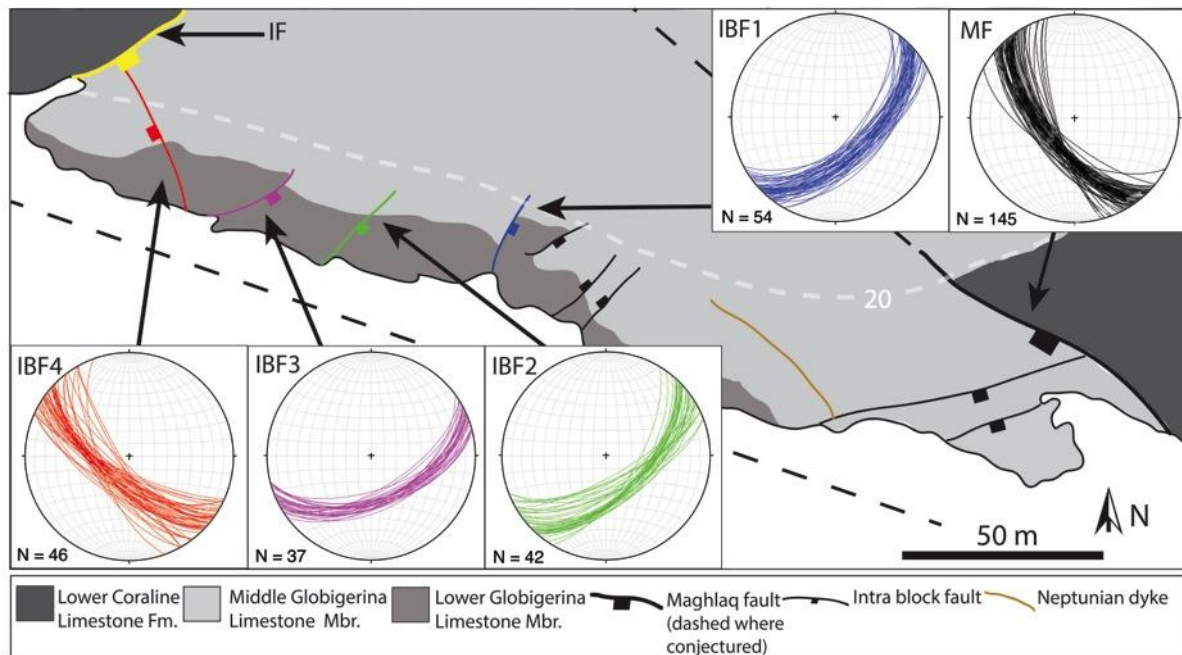 IF
IBF1
N = 54
MF
N = 145
20
IBF4
N = 46
IBF3
N = 37
IBF2
N = 42
N
50 m
Lower Coraline
Limestone Fm.
Middle Globigerina
Limestone Mbr.
Lower Globigerina
Limestone Mbr.
Maghlaq fault
(dashed where
conjectured)
Intra block fault
Neptunian dyke